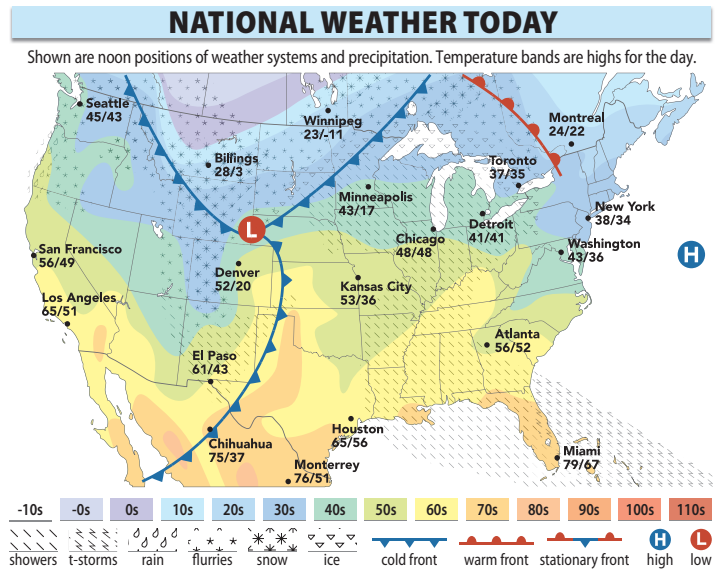 NATIONAL WEATHER TODAY
Shown are noon positions of weather systems and precipitation. Temperature bands are highs for the day.
Seattle
45/43
Winnipeg
23/-11
Montreal
24/22
Billings
28/3
Toronto
37/35
Minneapolis
43/17
New York
38/34
Detroit
41/41
Chicago
48/48
Washington
43/36
L
H
San Francisco
56/49
Denver
52/20
Kansas City
53/36
Los Angeles
65/51
Atlanta
56/52
El Paso
61/43
Houston
65/56
Chihuahua
75/37
Miami
79/67
Monterrey
76/51
-10s -0s 0s 10s 20s 30s 40s 50s 60s 70s 80s 90s 100s 110s
H L
showers t-storms rain flurries snow ice cold front warm front stationary front high low